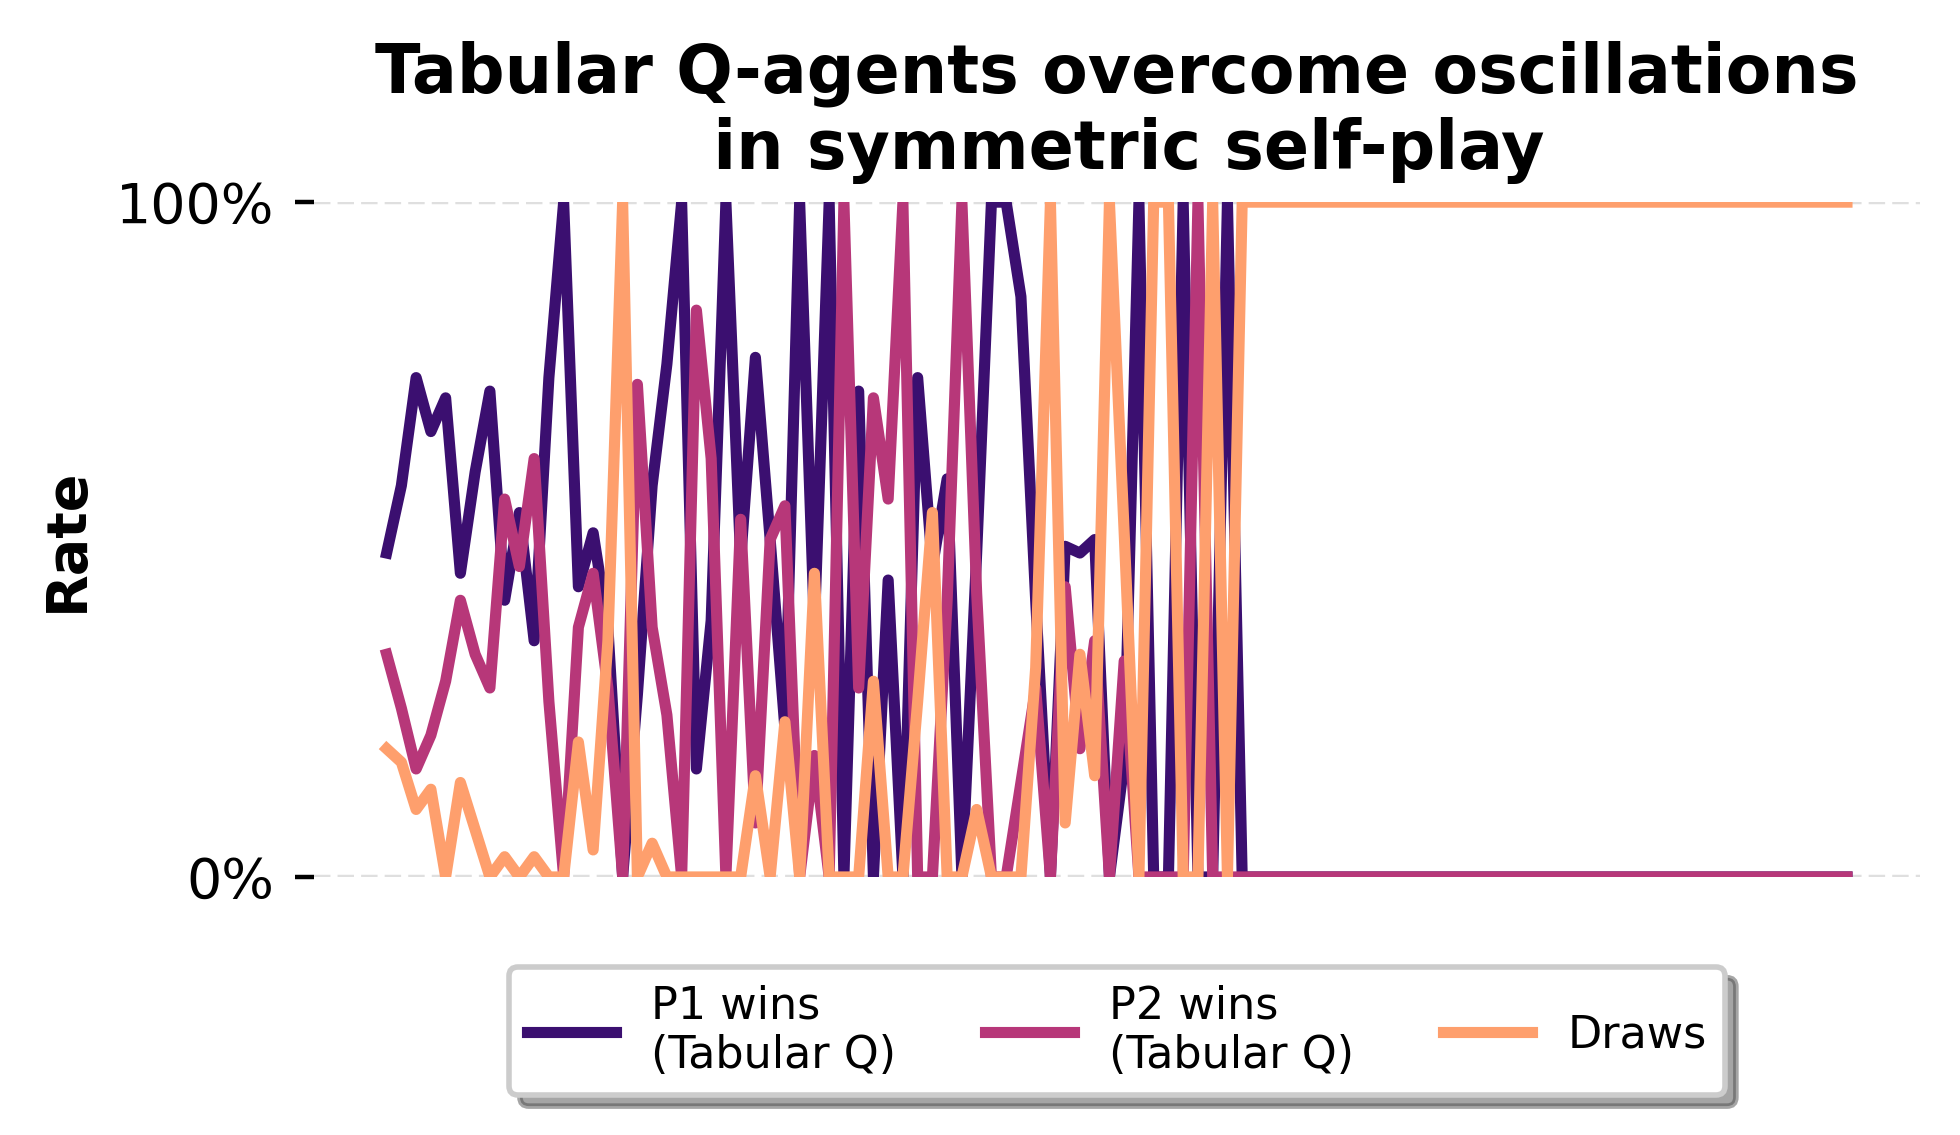 Tabular Q-agents overcome oscillations
in symmetric self-play
100%
0%
Rate
P1 wins
(Tabular Q)
P2 wins
(Tabular Q)
Draws